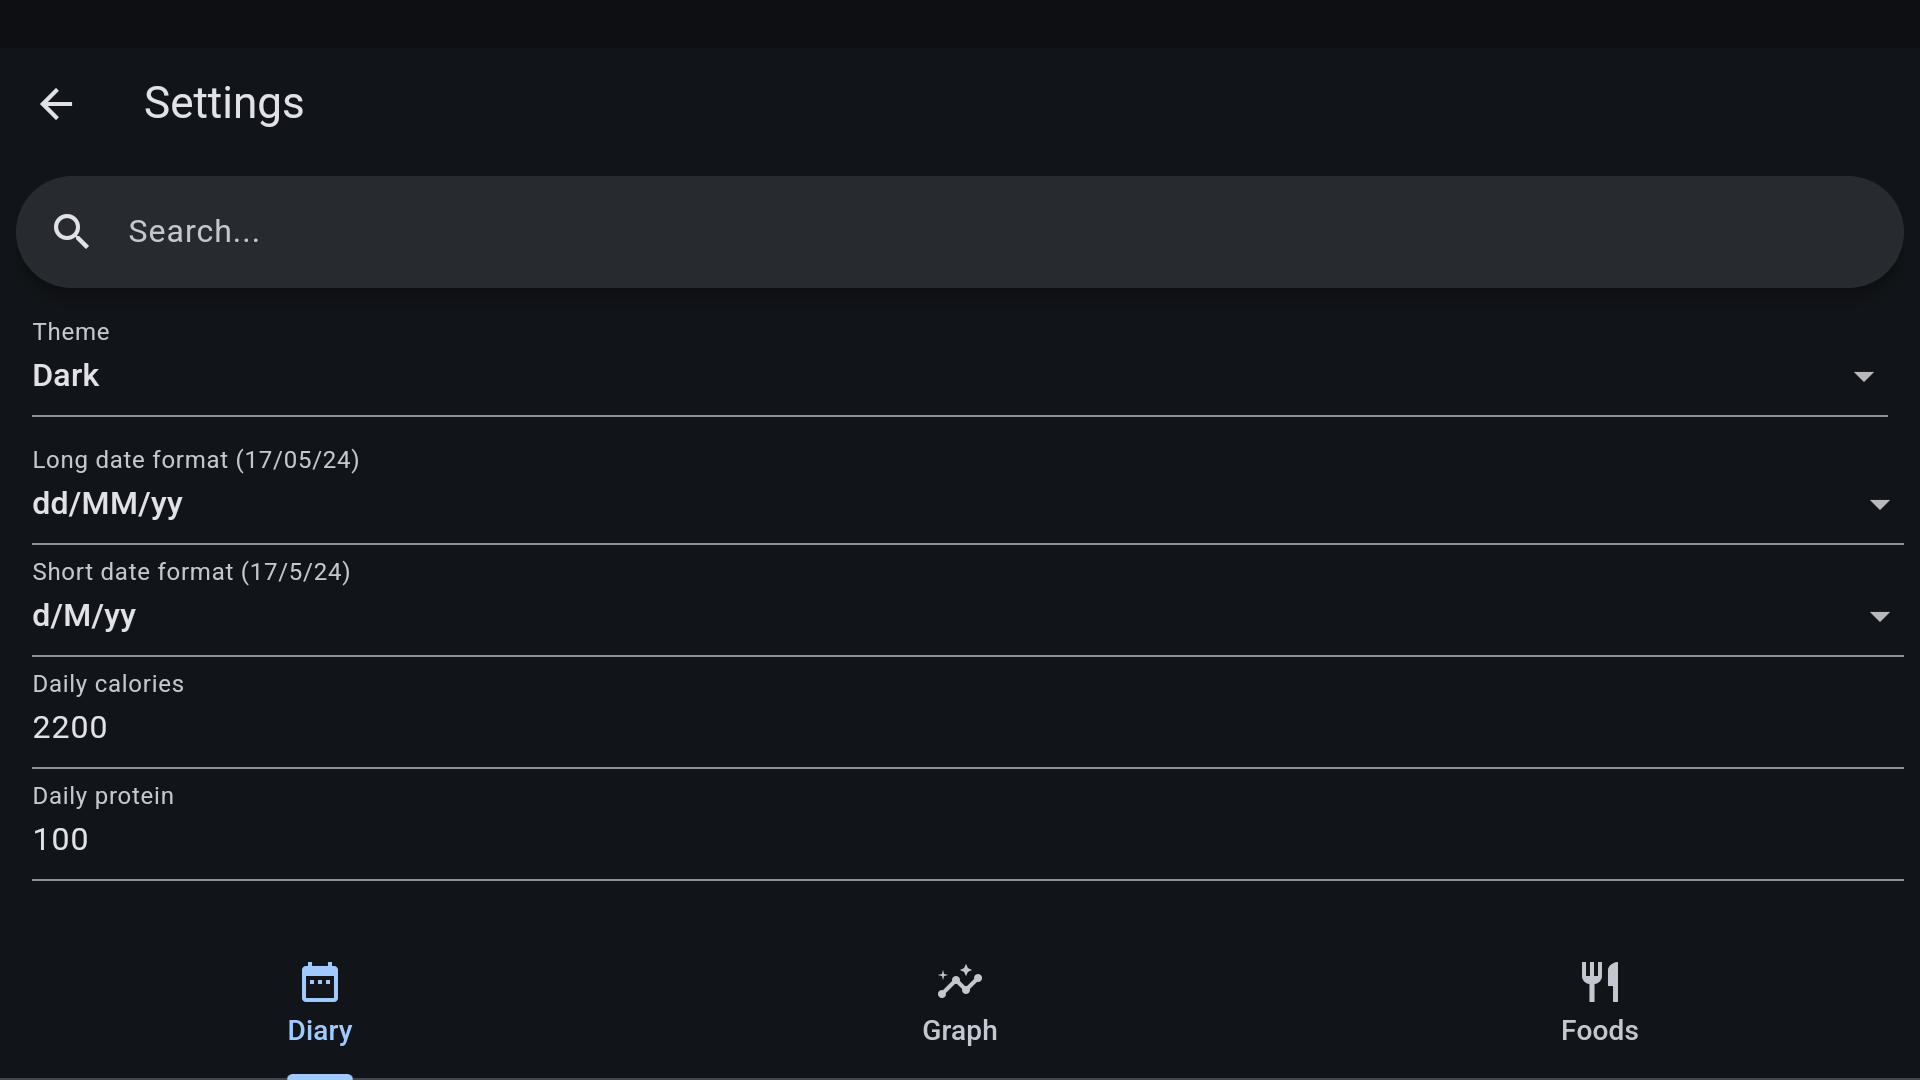 Settings
Search...
Theme
Dark
Long date format (17/05/24)
dd/MM/yy
Short date format (17/5/24)
d/M/yy
Daily calories
2200
Daily protein
100
Diary
Graph
Foods